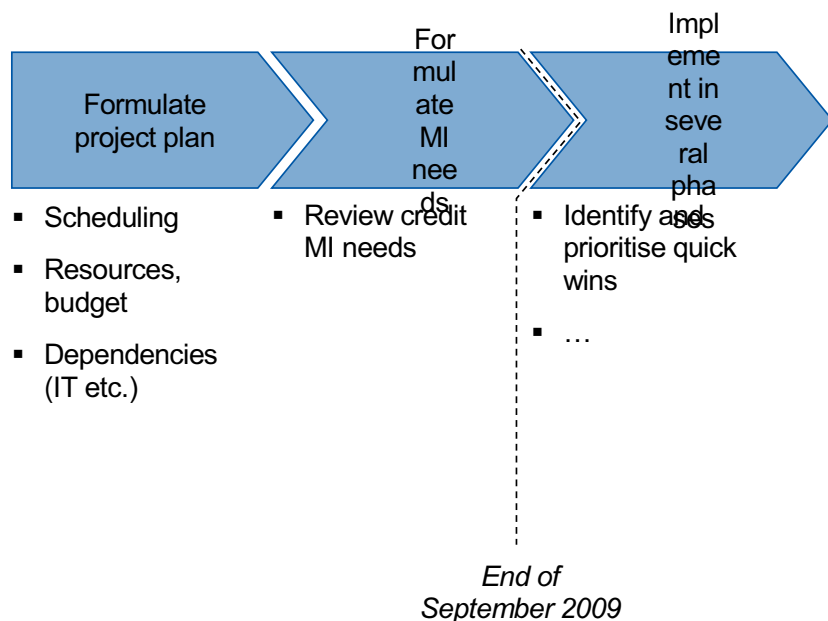 Formulate
project plan
For
mul
ate
MI
nee
ds
Impl
eme
nt in
seve
ral
pha
ses
▪ Scheduling
▪ Resources,
budget
▪ Dependencies
(IT etc.)
▪ Review credit
MI needs
▪ Identify and
prioritise quick
wins
▪ …
End of
September 2009